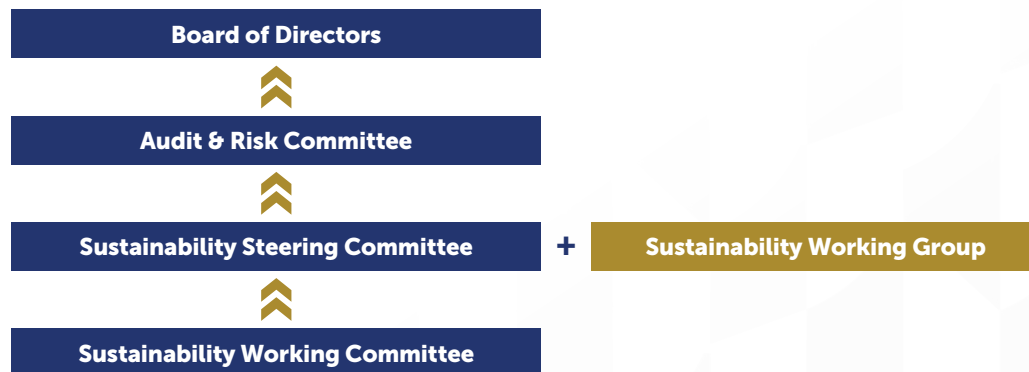 Board of Directors
Audit & Risk Committee
Sustainability Steering Committee
+
Sustainability Working Group
Sustainability Working Committee